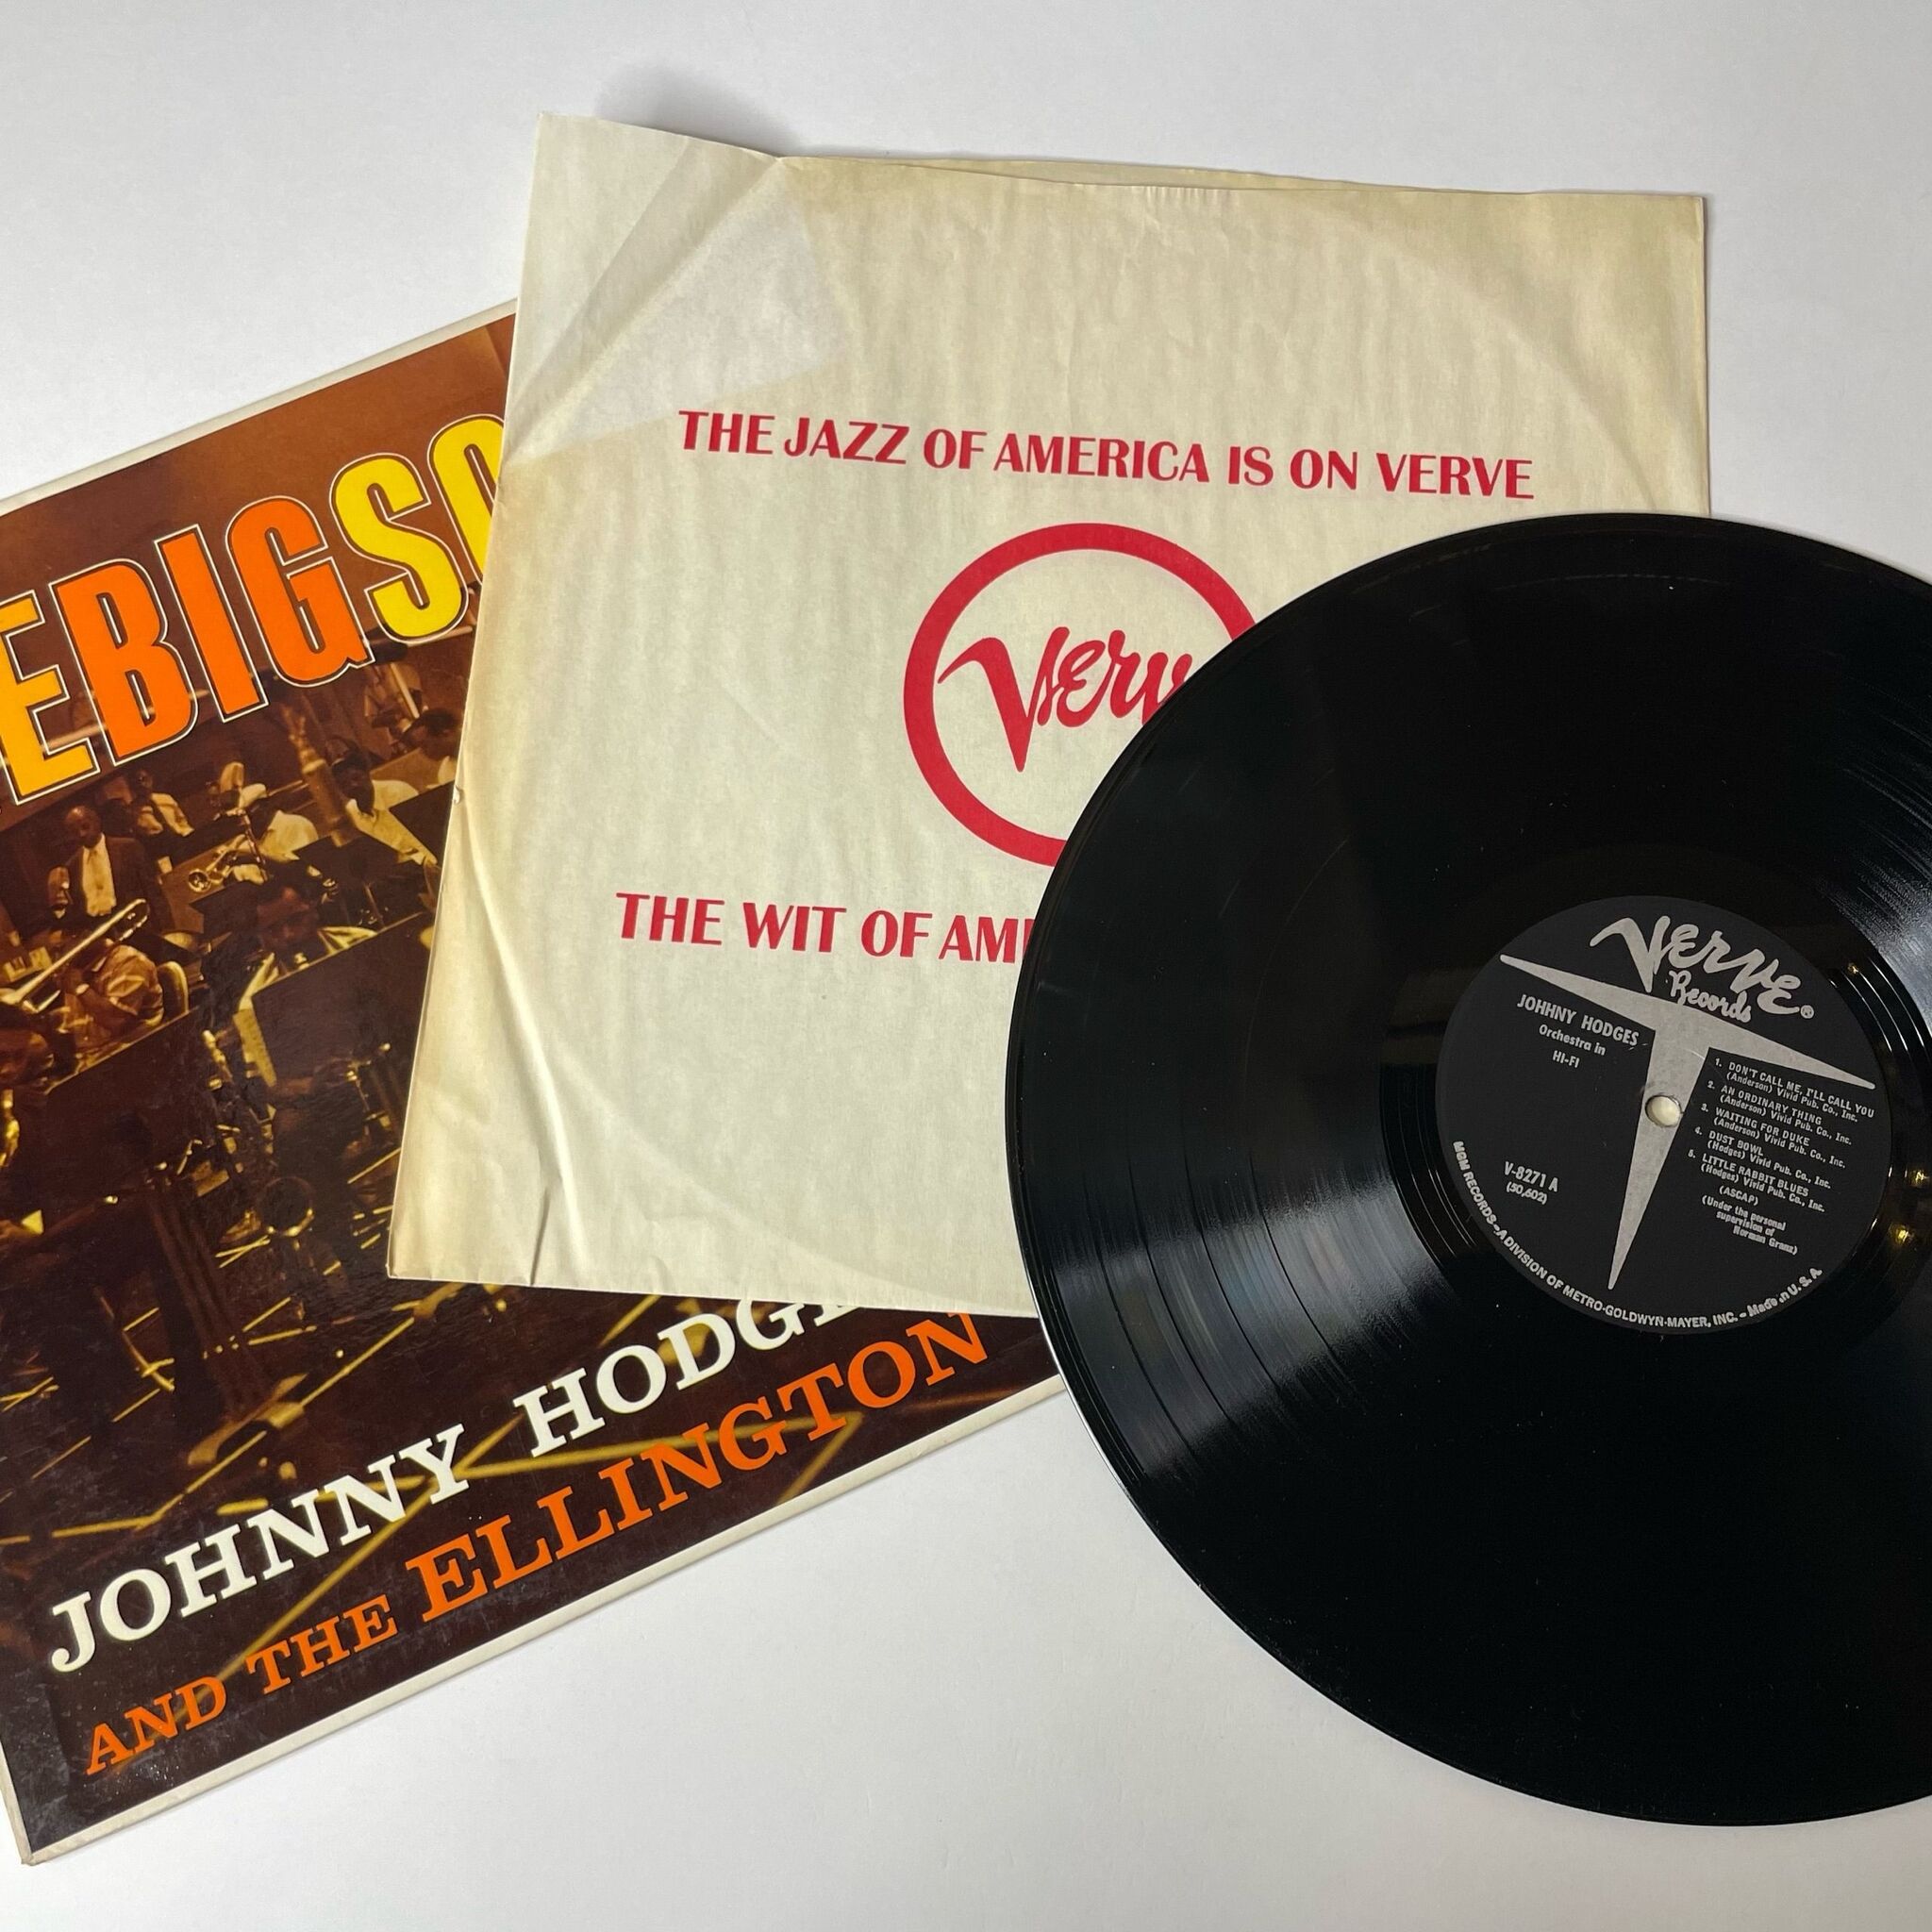 EBIGSO
JOHNNY HODGE
AND THE ELLINGTON
THE JAZZ OF AMERICA IS ON VERVE
Verv
THE WIT OF AM
Verve®
Records
JOHHNY HODGES
Orchestra in
HI-FI
1. DON'T CALL ME, I'LL CALL YOU
(Anderson) Vivid Pub. Co., Inc.
2. AN ORDINARY THING
(Anderson) Vivid Pub. Co., Inc.
3. WAITING FOR DUKE
(Anderson) Vivid Pub. Co., Inc.
4. DUST BOWL
(Hodges) Vivid Pub. Co., Inc.
5. LITTLE RABBIT BLUES
(Hodges) Vivid Pub. Co., Inc.
(ASCAP)
(Under the personal
supervision of
Norman Granz)
V-8271 A
(50,602)
MGM RECORDS—A DIVISION OF METRO-GOLDWYN-MAYER, INC. – Made in U.S.A.